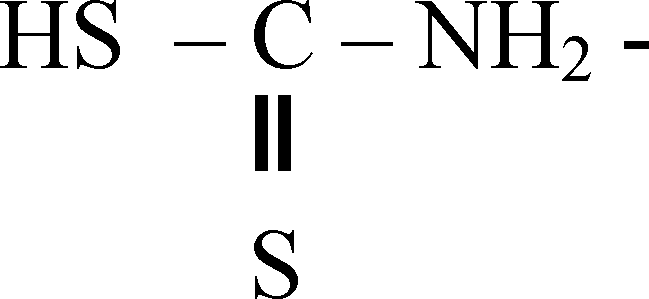 HS – C – NH₂ -
S